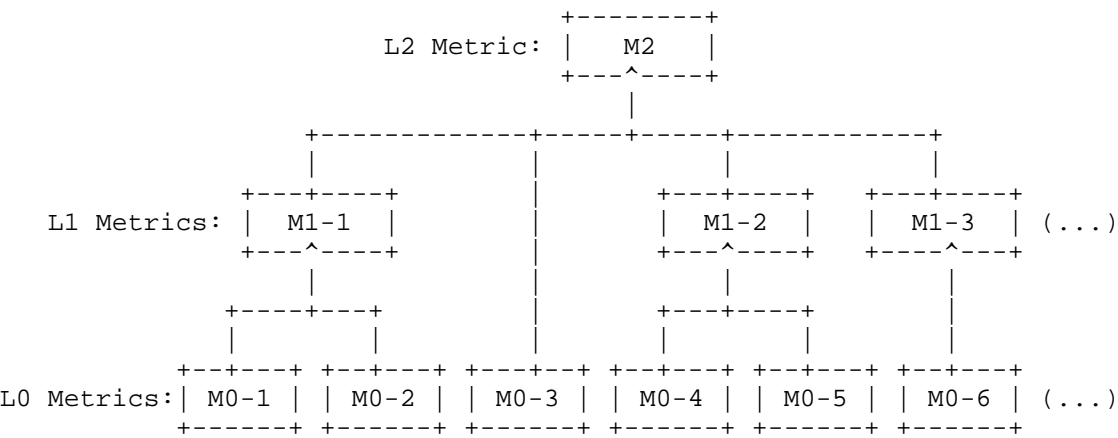 L2 Metric: M2
L1 Metrics: M1-1 M1-2 M1-3 (...)
L0 Metrics: M0-1 M0-2 M0-3 M0-4 M0-5 M0-6 (...)